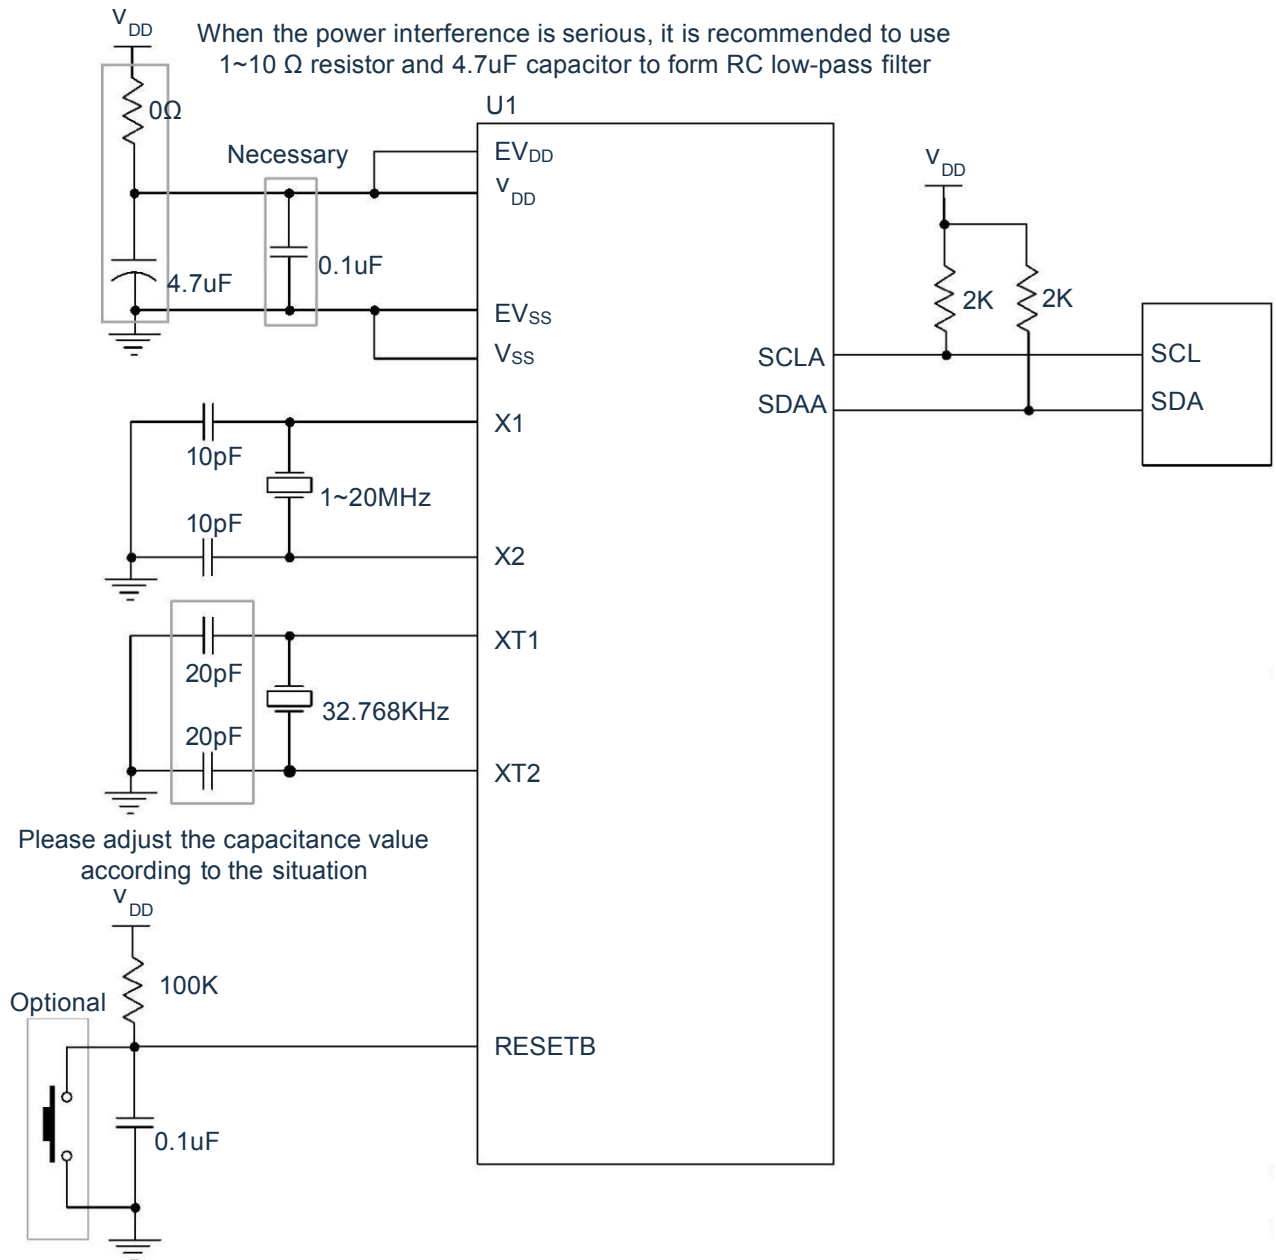 VDD
When the power interference is serious, it is recommended to use
1~10 Ω resistor and 4.7uF capacitor to form RC low-pass filter
0Ω
U1
Necessary
EVDD
VDD
VDD
0.1uF
4.7uF
2K
2K
EVSS
VSS
SCLA
SCL
SDAA
SDA
X1
10pF
1~20MHz
10pF
X2
XT1
20pF
32.768KHz
20pF
XT2
Please adjust the capacitance value
according to the situation
VDD
100K
Optional
RESETB
0.1uF